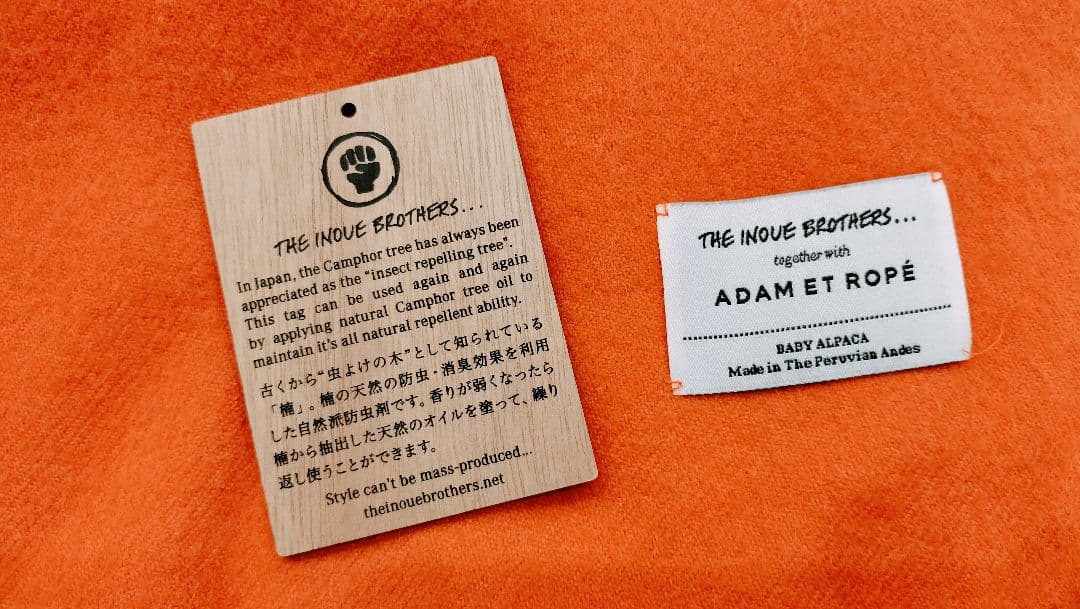 THE INOUE BROTHERS...
In Japan, the Camphor tree has always been
appreciated as the “insect repelling tree”.
This tag can be used again and again
by applying natural Camphor tree oil to
maintain it's all natural repellent ability.
古くから“虫よけの木”として知られている
「楠」。楠の天然の防虫・消臭効果を利用
した自然派防虫剤です。香りが弱くなったら
楠から抽出した天然のオイルを塗って、繰り
返し使うことができます。
Style can't be mass-produced...
theinouebrothers.net
THE INOUE BROTHERS...
together with
ADAM ET ROPÉ
BABY ALPACA
Made in The Peruvian Andes